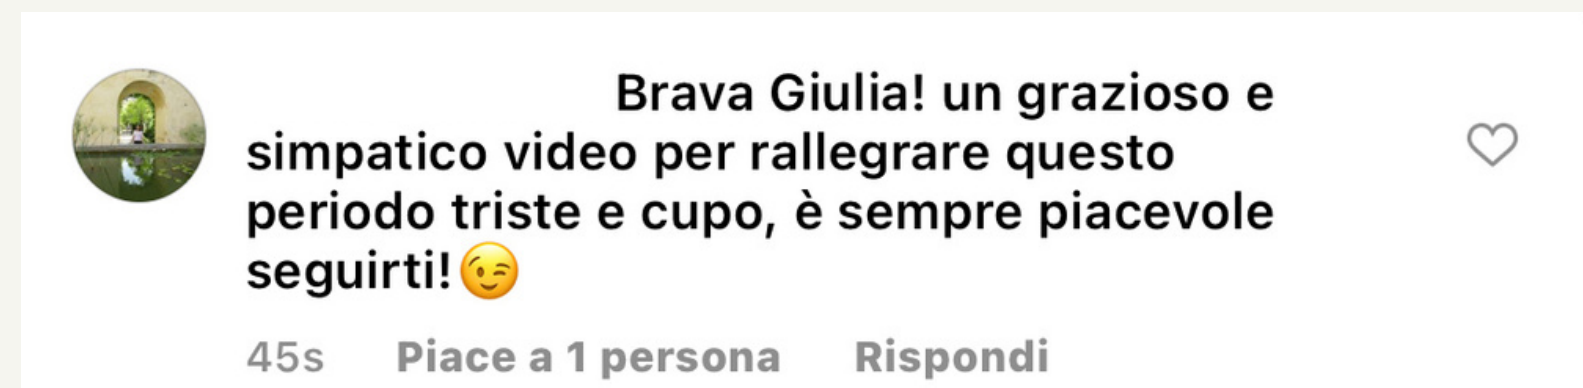 Brava Giulia! un grazioso e
simpatico video per rallegrare questo
periodo triste e cupo, è sempre piacevole
seguirti!😉
45s Piace a 1 persona Rispondi